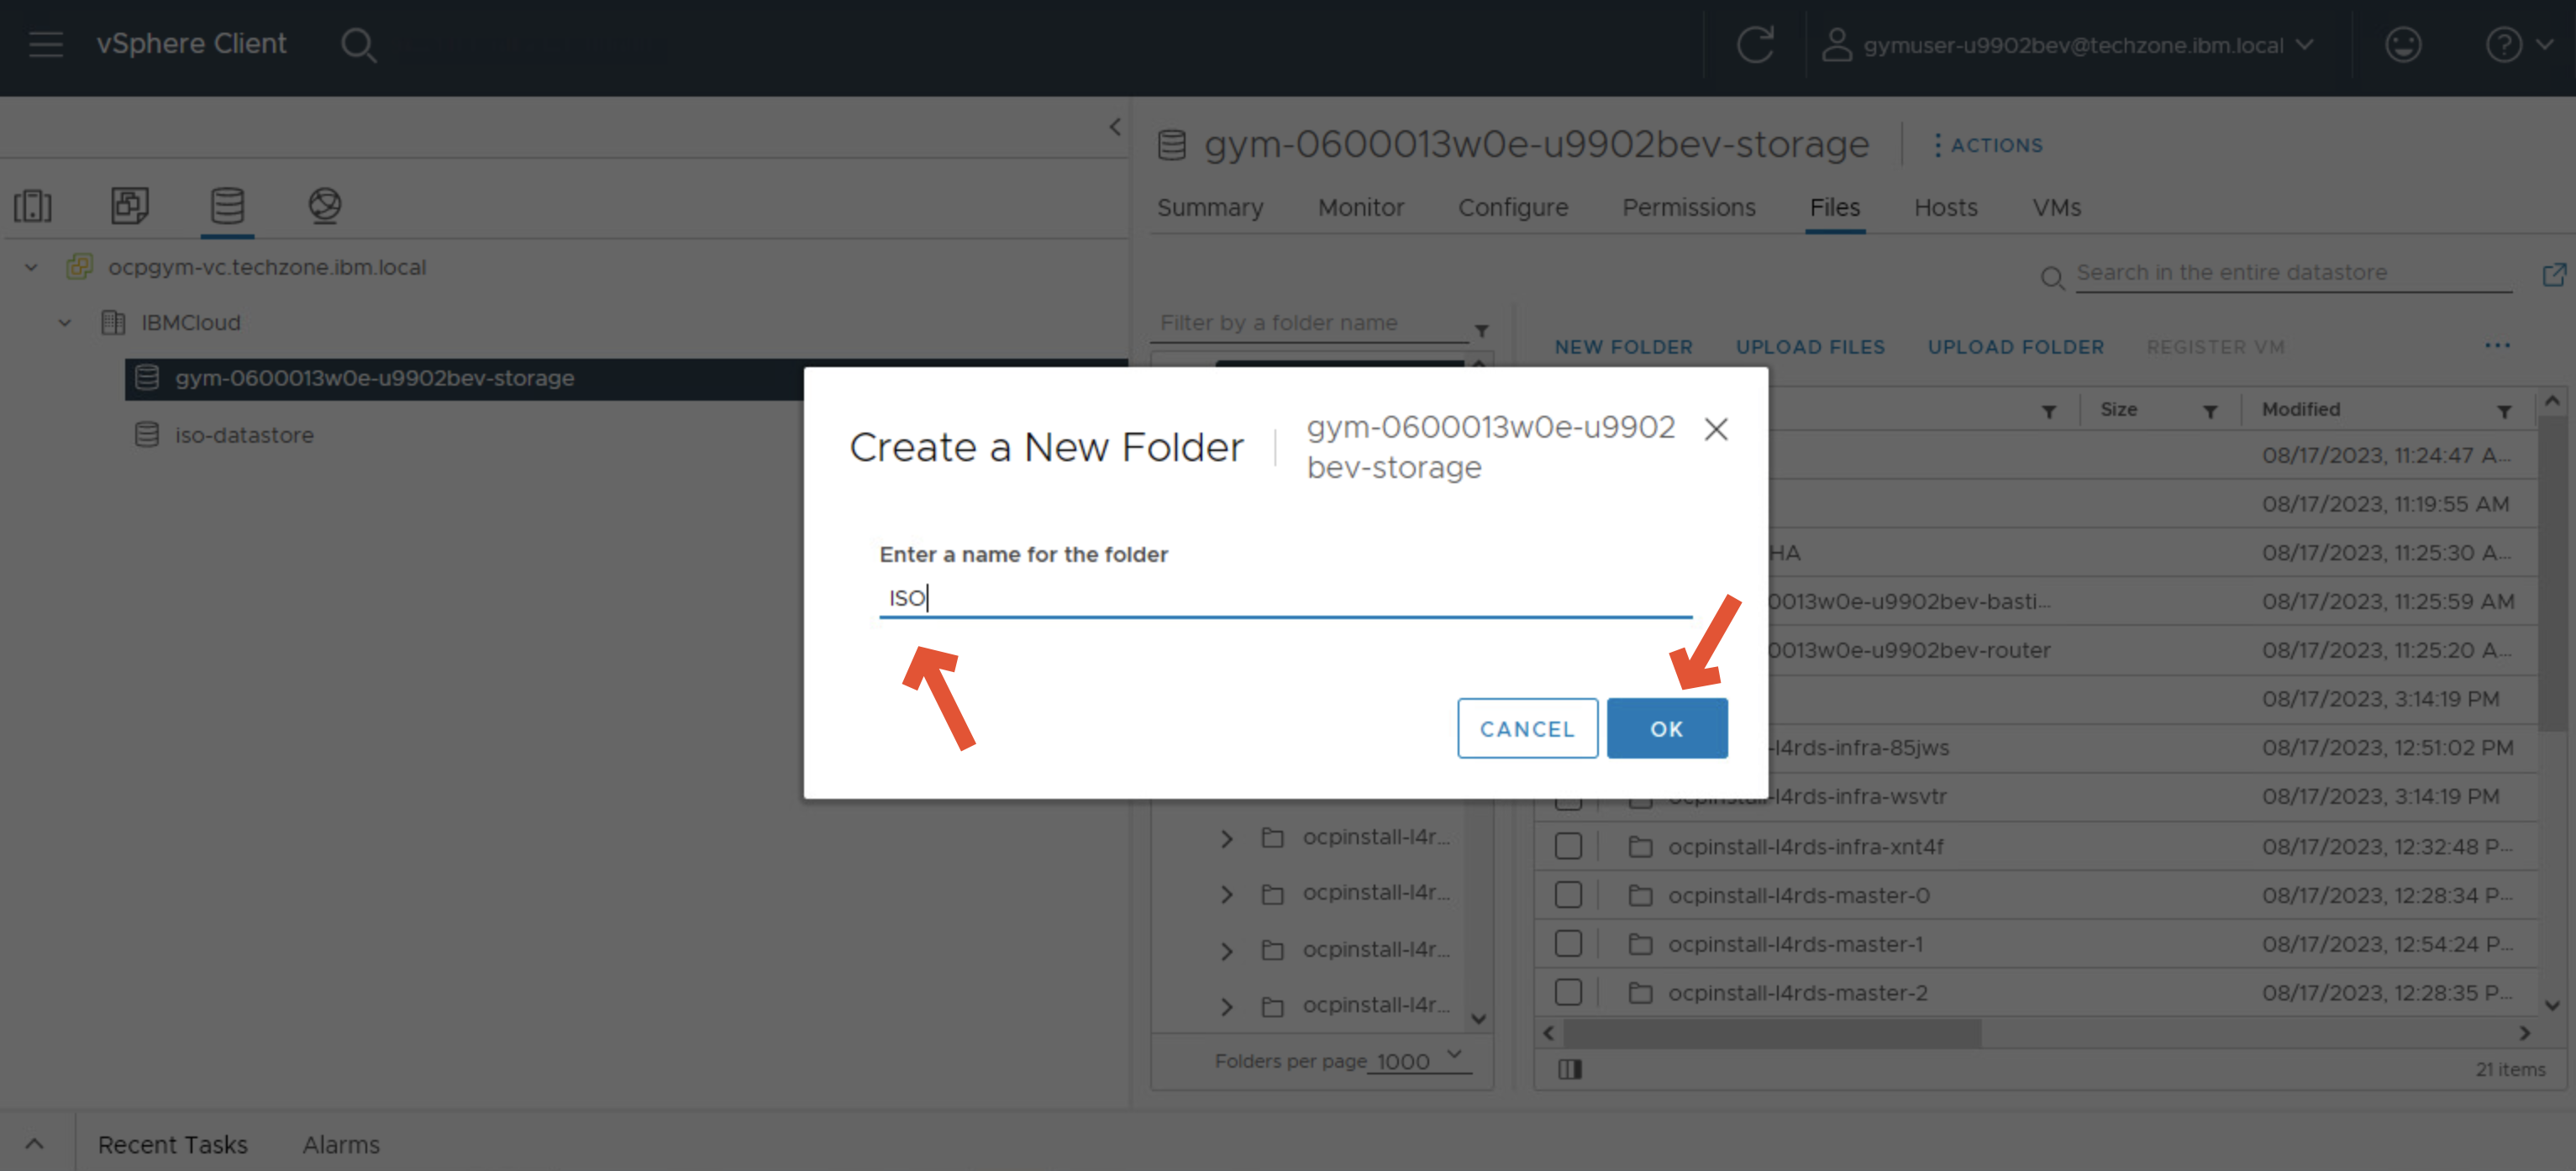 vSphere Client
gymuser-u9902bev@techzone.ibm.local
gym-0600013w0e-u9902bev-storage
ACTIONS
Summary Monitor Configure Permissions Files Hosts VMs
ocpgym-vc.techzone.ibm.local
IBMCloud
gym-0600013w0e-u9902bev-storage
iso-datastore
Search in the entire datastore
Filter by a folder name
NEW FOLDER UPLOAD FILES UPLOAD FOLDER REGISTER VM ...
Size Modified
08/17/2023, 11:24:47 A...
08/17/2023, 11:19:55 AM
HA 08/17/2023, 11:25:30 A...
0013w0e-u9902bev-basti... 08/17/2023, 11:25:59 AM
0013w0e-u9902bev-router 08/17/2023, 11:25:20 A...
08/17/2023, 3:14:19 PM
-l4rds-infra-85jws 08/17/2023, 12:51:02 PM
ocpinstall-l4rds-infra-wsvtr 08/17/2023, 3:14:19 PM
ocpinstall-l4rds-infra-xnt4f 08/17/2023, 12:32:48 P...
ocpinstall-l4rds-master-0 08/17/2023, 12:28:34 P...
ocpinstall-l4rds-master-1 08/17/2023, 12:54:24 P...
ocpinstall-l4rds-master-2 08/17/2023, 12:28:35 P...
21 items
Create a New Folder
gym-0600013w0e-u9902
bev-storage
Enter a name for the folder
ISO
CANCEL OK
ocpinstall-l4r...
ocpinstall-l4r...
ocpinstall-l4r...
ocpinstall-l4r...
Folders per page 1000
Recent Tasks Alarms